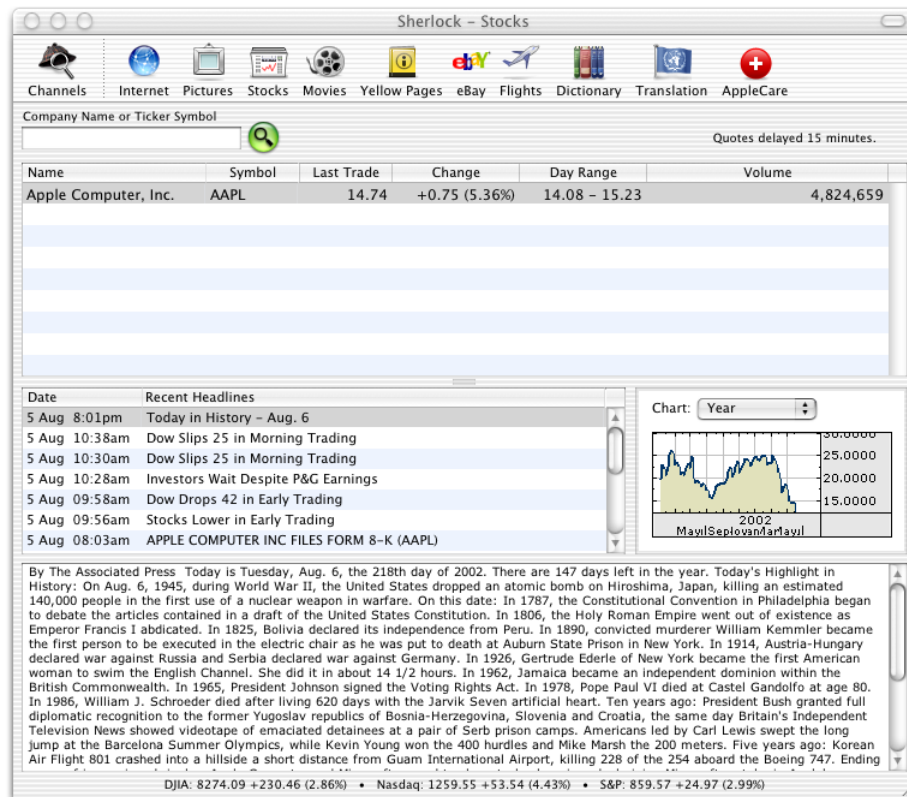 Sherlock – Stocks
Channels Internet Pictures Stocks Movies Yellow Pages eBay Flights Dictionary Translation AppleCare
Company Name or Ticker Symbol
Quotes delayed 15 minutes.
Name Symbol Last Trade Change Day Range Volume
Apple Computer, Inc. AAPL 14.74 +0.75 (5.36%) 14.08 – 15.23 4,824,659
Date Recent Headlines
5 Aug 8:01pm Today in History – Aug. 6
5 Aug 10:38am Dow Slips 25 in Morning Trading
5 Aug 10:30am Dow Slips 25 in Morning Trading
5 Aug 10:28am Investors Wait Despite P&G Earnings
5 Aug 09:58am Dow Drops 42 in Early Trading
5 Aug 09:56am Stocks Lower in Early Trading
5 Aug 08:03am APPLE COMPUTER INC FILES FORM 8-K (AAPL)
Chart: Year
30.0000
25.0000
20.0000
15.0000
2002
By The Associated Press Today is Tuesday, Aug. 6, the 218th day of 2002. There are 147 days left in the year. Today's Highlight in
History: On Aug. 6, 1945, during World War II, the United States dropped an atomic bomb on Hiroshima, Japan, killing an estimated
140,000 people in the first use of a nuclear weapon in warfare. On this date: In 1787, the Constitutional Convention in Philadelphia began
to debate the articles contained in a draft of the United States Constitution. In 1806, the Holy Roman Empire went out of existence as
Emperor Francis I abdicated. In 1825, Bolivia declared its independence from Peru. In 1890, convicted murderer William Kemmler became
the first person to be executed in the electric chair as he was put to death at Auburn State Prison in New York. In 1914, Austria-Hungary
declared war against Russia and Serbia declared war against Germany. In 1926, Gertrude Ederle of New York became the first American
woman to swim the English Channel. She did it in about 14 1/2 hours. In 1962, Jamaica became an independent dominion within the
British Commonwealth. In 1965, President Johnson signed the Voting Rights Act. In 1978, Pope Paul VI died at Castel Gandolfo at age 80.
In 1986, William J. Schroeder died after living 620 days with the Jarvik Seven artificial heart. Ten years ago: President Bush granted full
diplomatic recognition to the former Yugoslav republics of Bosnia-Herzegovina, Slovenia and Croatia, the same day Britain's Independent
Television News showed videotape of emaciated detainees at a pair of Serb prison camps. Americans led by Carl Lewis swept the long
jump at the Barcelona Summer Olympics, while Kevin Young won the 400 hurdles and Mike Marsh the 200 meters. Five years ago: Korean
Air Flight 801 crashed into a hillside a short distance from Guam International Airport, killing 228 of the 254 aboard the Boeing 747. Ending
DJIA: 8274.09 +230.46 (2.86%) • Nasdaq: 1259.55 +53.54 (4.43%) • S&P: 859.57 +24.97 (2.99%)